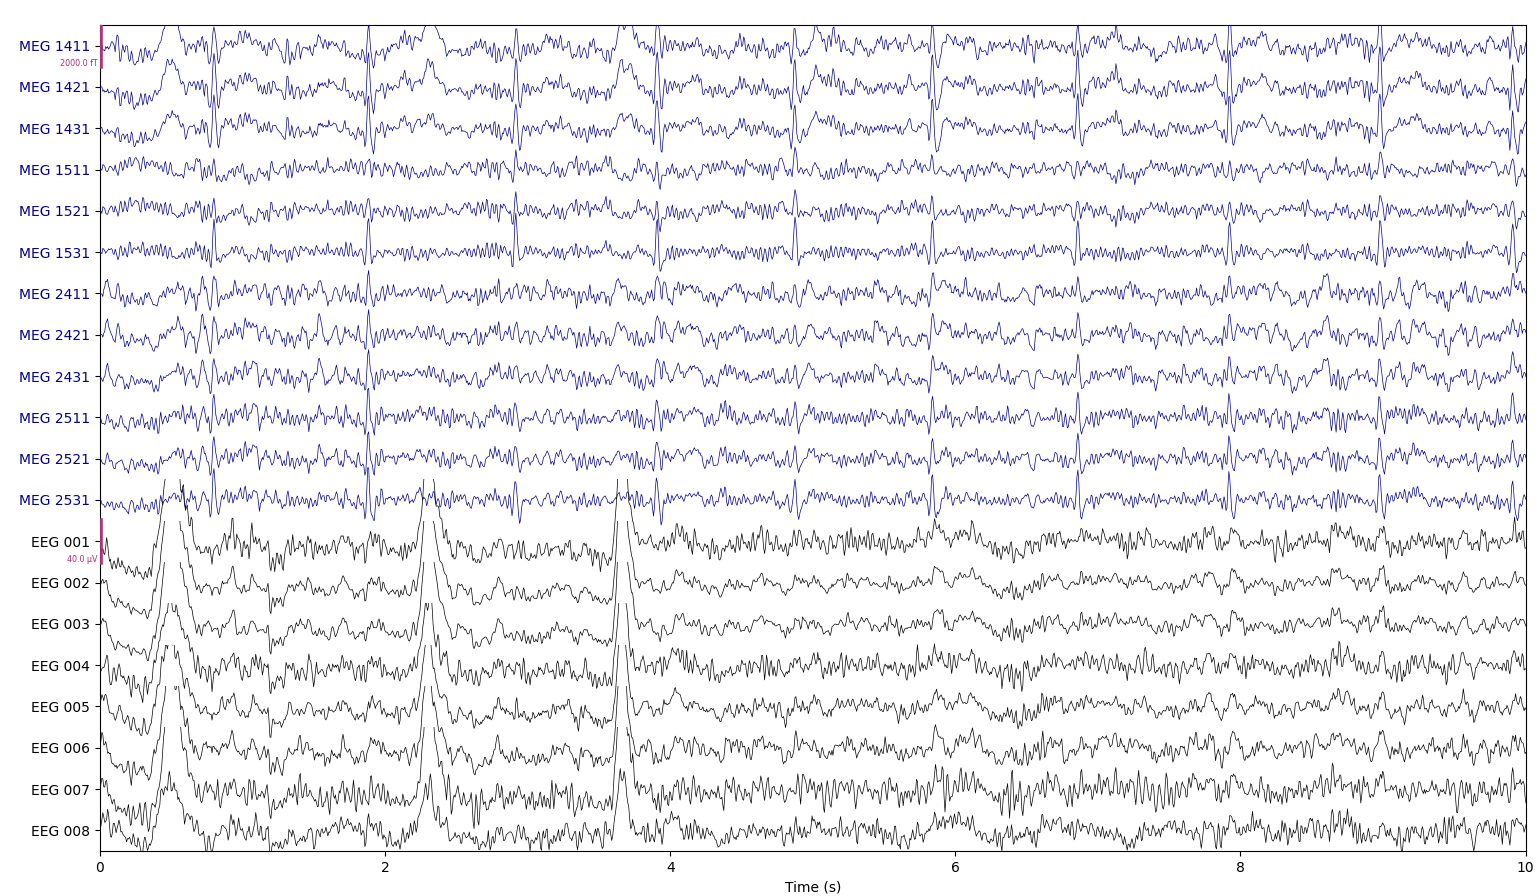 MEG 1411
2000.0 fT
MEG 1421
MEG 1431
MEG 1511
MEG 1521
MEG 1531
MEG 2411
MEG 2421
MEG 2431
MEG 2511
MEG 2521
MEG 2531
EEG 001
40.0 µV
EEG 002
EEG 003
EEG 004
EEG 005
EEG 006
EEG 007
EEG 008
0 2 4 6 8 10
Time (s)